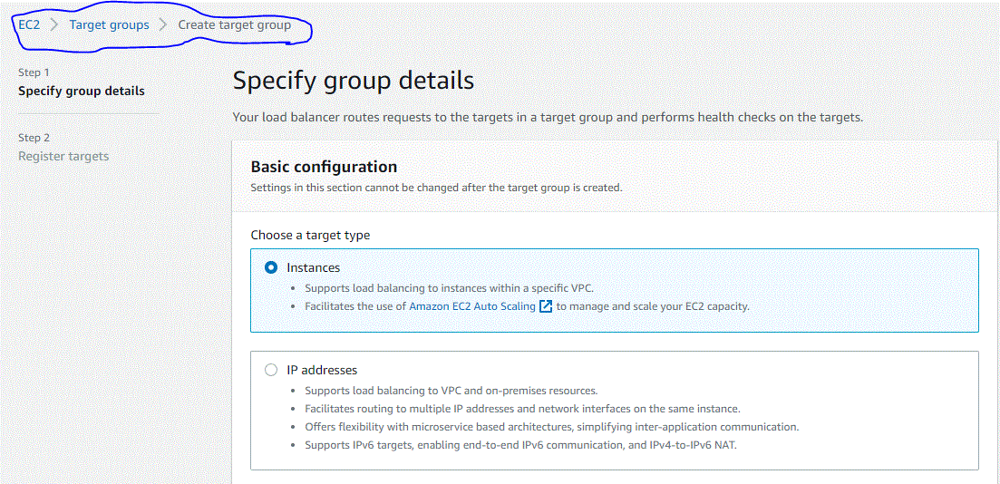 EC2 > Target groups > Create target group
Step 1
Specify group details
Step 2
Register targets
Specify group details
Your load balancer routes requests to the targets in a target group and performs health checks on the targets.
Basic configuration
Settings in this section cannot be changed after the target group is created.
Choose a target type
Instances
• Supports load balancing to instances within a specific VPC.
• Facilitates the use of Amazon EC2 Auto Scaling to manage and scale your EC2 capacity.
IP addresses
• Supports load balancing to VPC and on-premises resources.
• Facilitates routing to multiple IP addresses and network interfaces on the same instance.
• Offers flexibility with microservice based architectures, simplifying inter-application communication.
• Supports IPv6 targets, enabling end-to-end IPv6 communication, and IPv4-to-IPv6 NAT.